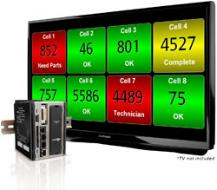 Cell 1
852
Need Parts
Cell 2
46
OK
Cell 3
801
OK
Cell 4
4527
Complete
Cell 5
757
OK
Cell 6
5586
OK
Cell 7
4489
Technician
Cell 8
75
OK
*TV not included